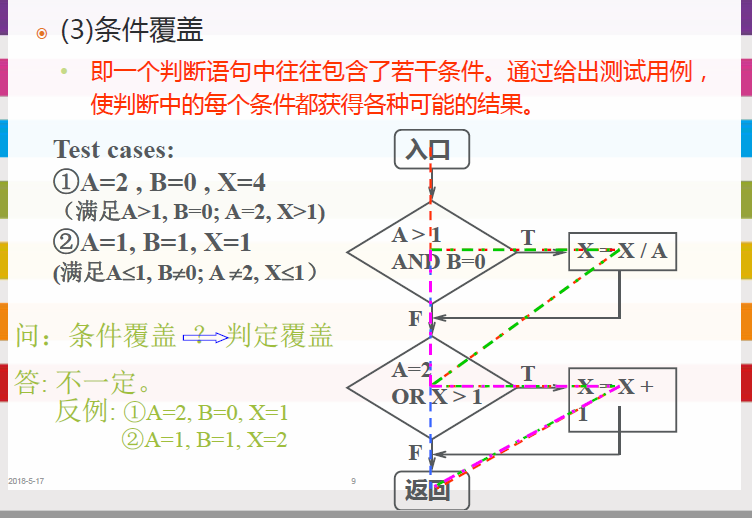 (3)条件覆盖
即一个判断语句中往往包含了若干条件。通过给出测试用例，
使判断中的每个条件都获得各种可能的结果。
Test cases:
①A=2 , B=0 , X=4
（满足A>1, B=0; A=2, X>1)
②A=1, B=1, X=1
(满足A≤1, B≠0; A ≠2, X≤1）
问：条件覆盖 ? 判定覆盖
答: 不一定。
反例: ①A=2, B=0, X=1
②A=1, B=1, X=2
入口
A > 1
AND B=0
T
X = X / A
F
A=2
OR X > 1
T
X = X +
1
F
返回
2018-5-17
9